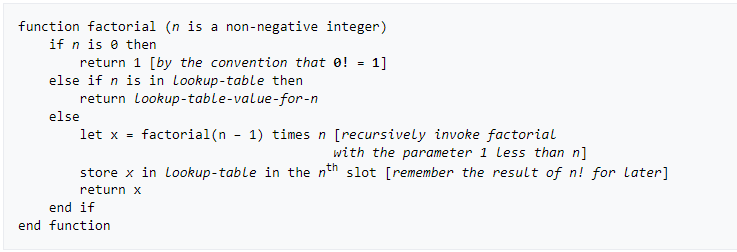 function factorial (n is a non-negative integer)
if n is 0 then
return 1 [by the convention that 0! = 1]
else if n is in lookup-table then
return lookup-table-value-for-n
else
let x = factorial(n – 1) times n [recursively invoke factorial
with the parameter 1 less than n]
store x in lookup-table in the nth slot [remember the result of n! for later]
return x
end if
end function